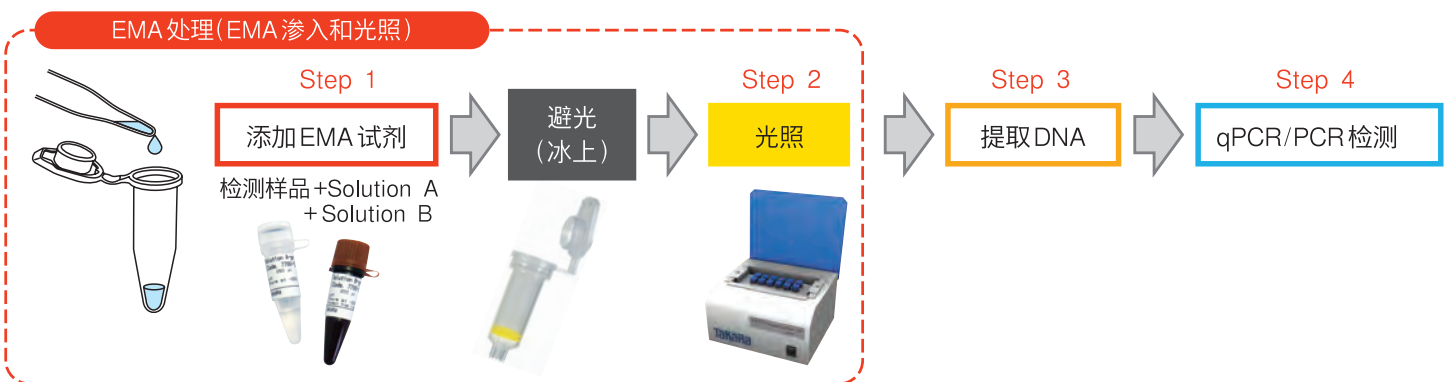 EMA处理(EMA渗入和光照)
Step 1
添加EMA试剂
检测样品+Solution A
+Solution B
避光
(冰上)
Step 2
光照
TaKaRa
Step 3
提取DNA
Step 4
qPCR/PCR检测